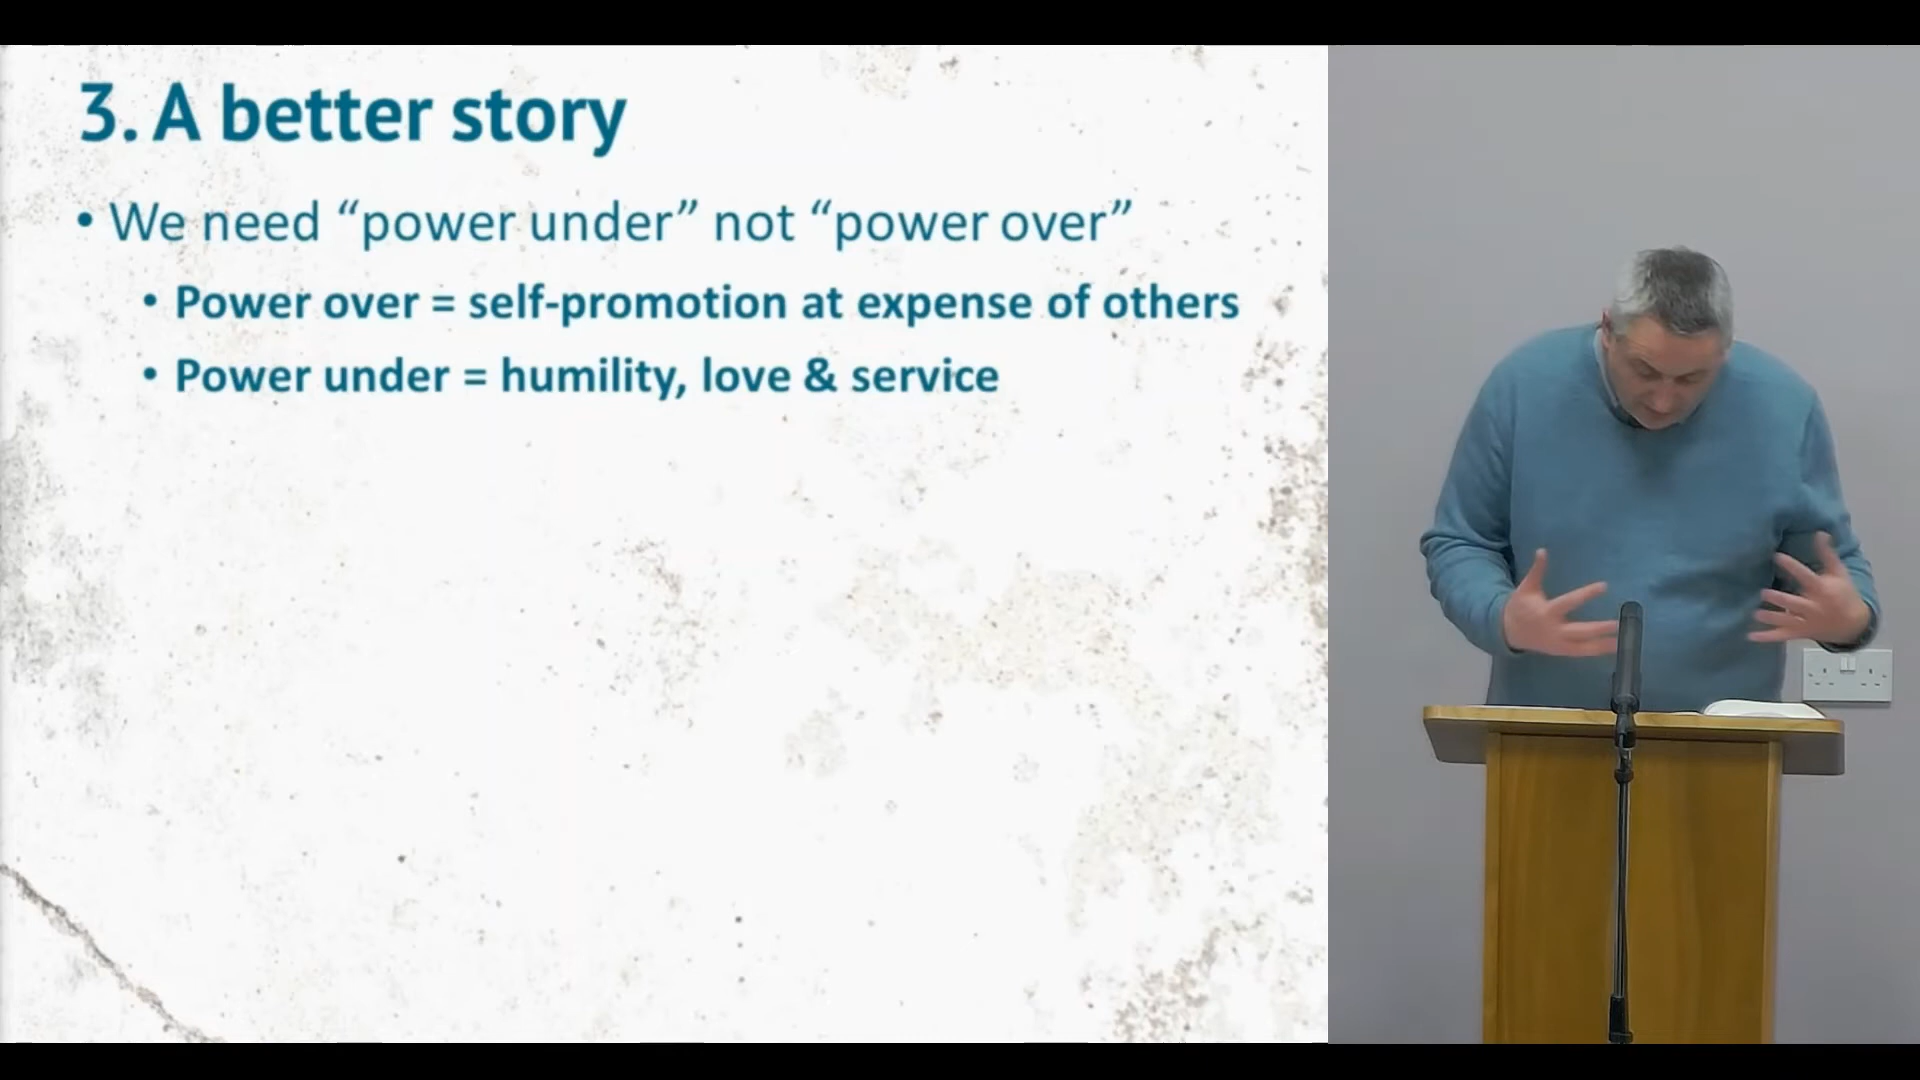 3. A better story
• We need “power under” not “power over”
• Power over = self-promotion at expense of others
• Power under = humility, love & service